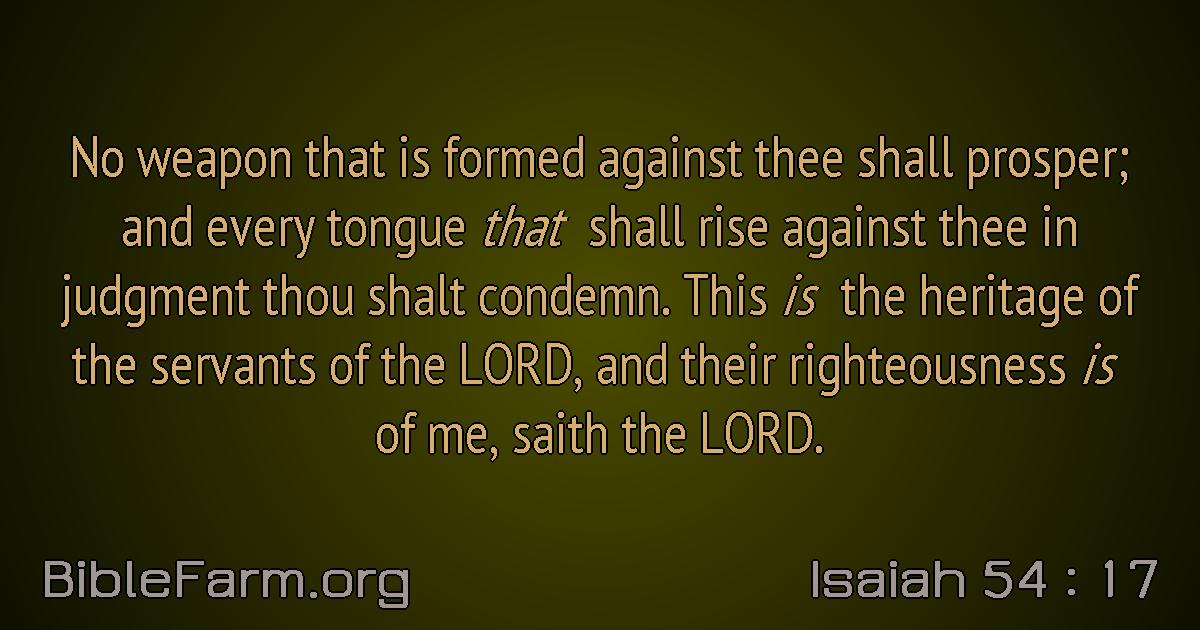 No weapon that is formed against thee shall prosper;
and every tongue that shall rise against thee in
judgment thou shalt condemn. This is the heritage of
the servants of the LORD, and their righteousness is
of me, saith the LORD.
BibleFarm.org
Isaiah 54 : 17